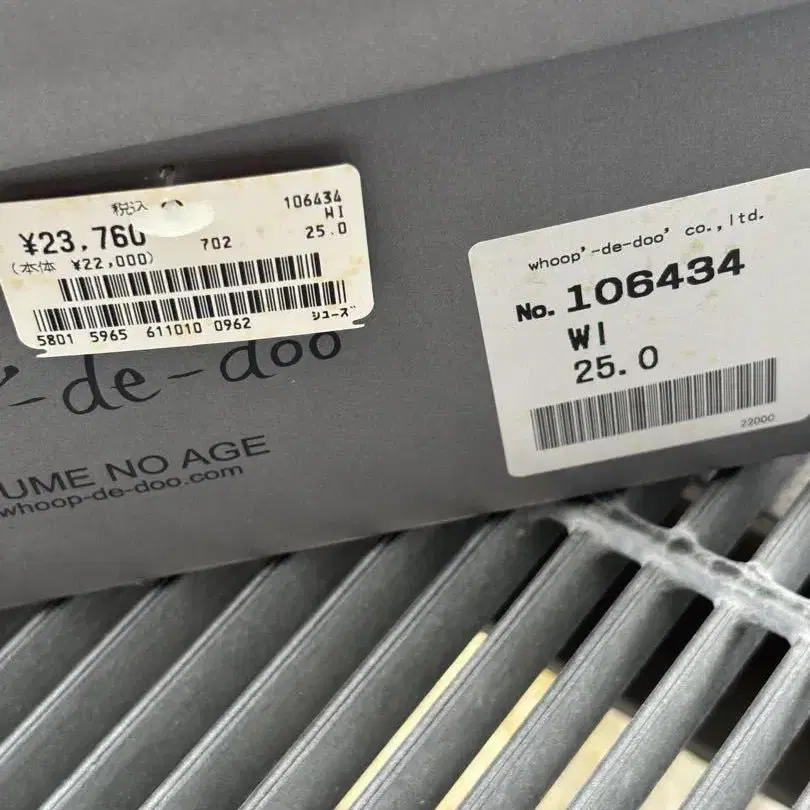 税込
106434
WI
¥23,760
702
25.0
(本体 ¥22,000)
5801 5965 611010 0962
シューズ
whoop'-de-doo' co.,ltd.
No. 106434
WI
25.0
22000
-de-doo
UME NO AGE
whoop-de-doo.com